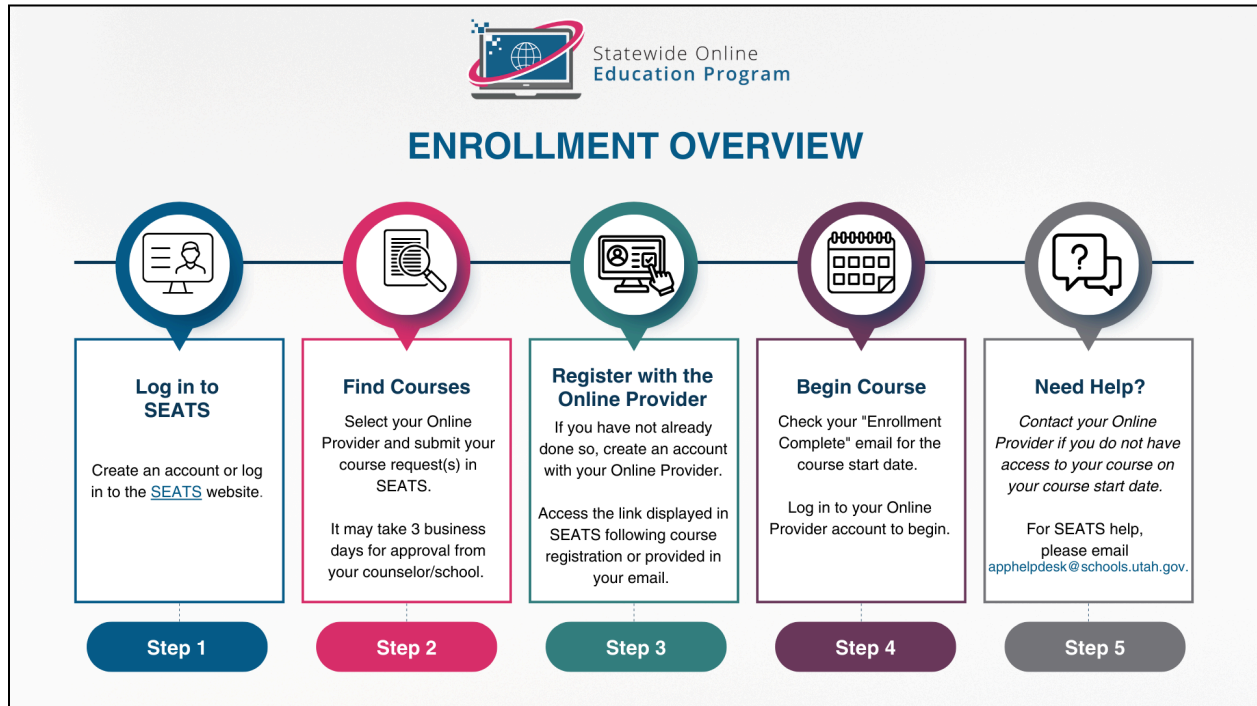 Statewide Online
Education Program
ENROLLMENT OVERVIEW
Log in to
SEATS
Create an account or log
in to the SEATS website.
Step 1
Find Courses
Select your Online
Provider and submit your
course request(s) in
SEATS.
It may take 3 business
days for approval from
your counselor/school.
Step 2
Register with the
Online Provider
If you have not already
done so, create an account
with your Online Provider.
Access the link displayed in
SEATS following course
registration or provided in
your email.
Step 3
Begin Course
Check your "Enrollment
Complete" email for the
course start date.
Log in to your Online
Provider account to begin.
Step 4
?
Need Help?
Contact your Online
Provider if you do not have
access to your course on
your course start date.
For SEATS help,
please email
apphelpdesk@schools.utah.gov.
Step 5